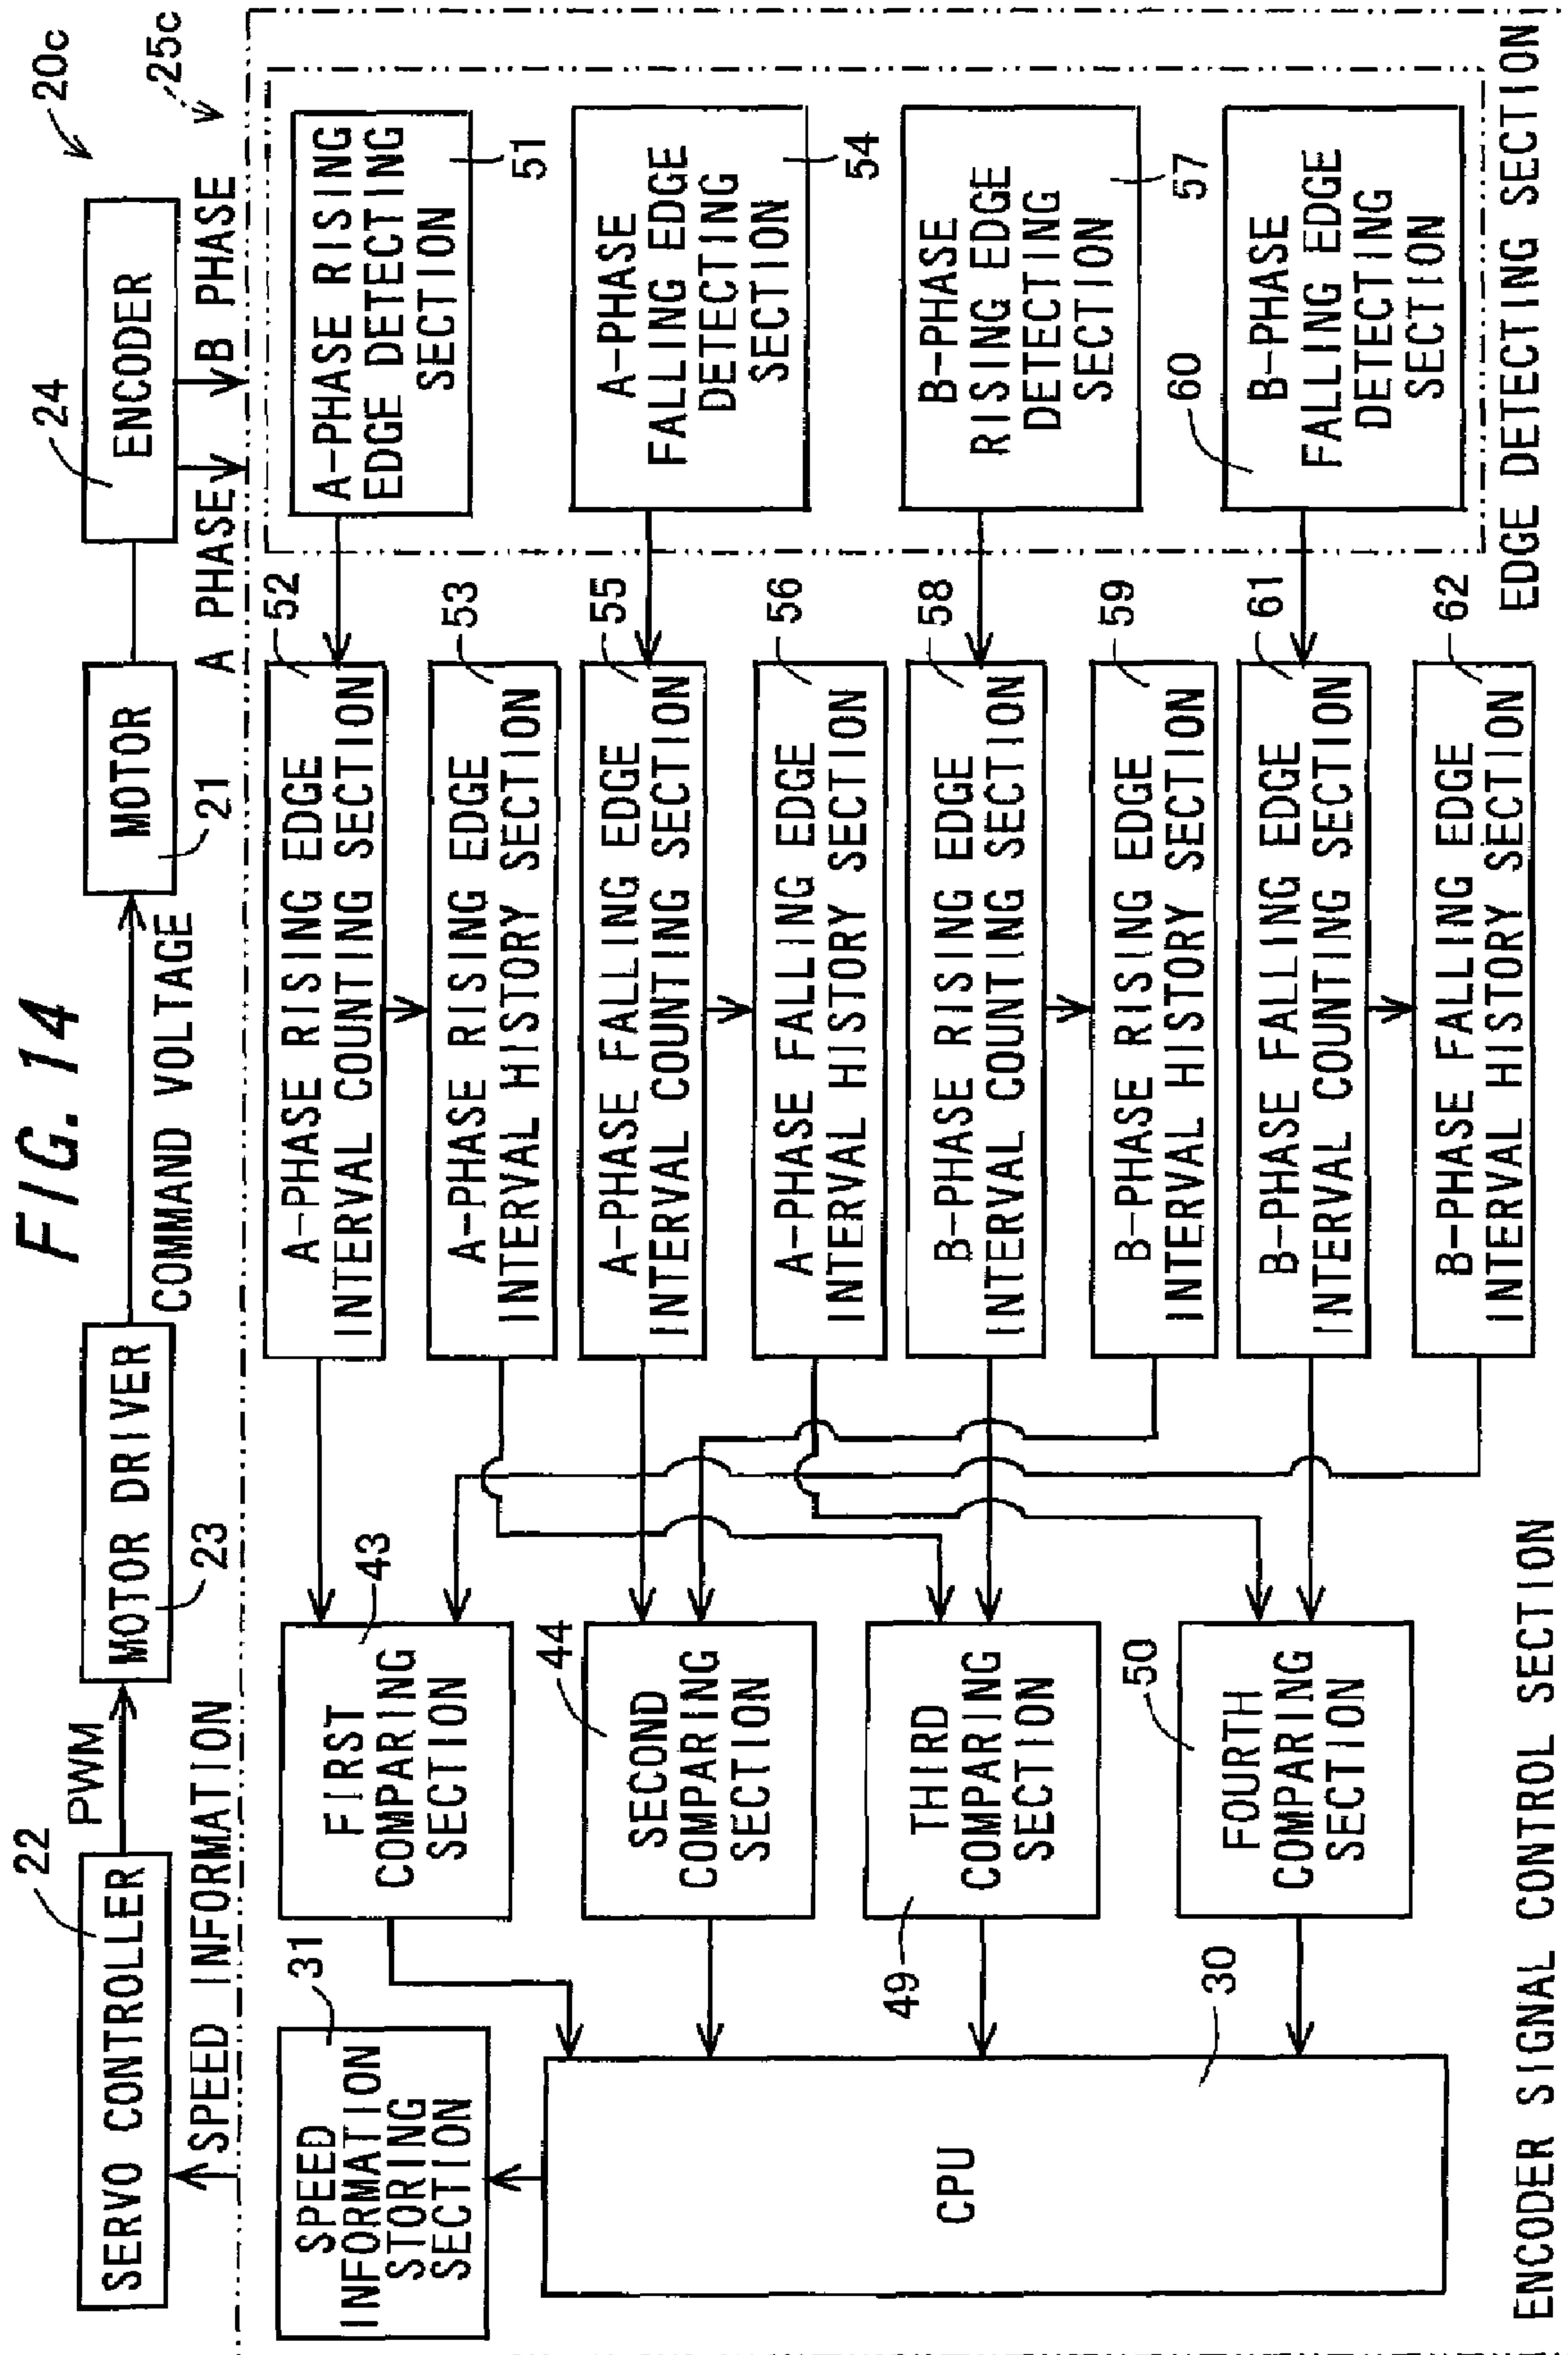 FIG. 14
20c
22
SERVO CONTROLLER
PWM
23
MOTOR DRIVER
COMMAND VOLTAGE
21
MOTOR
24
ENCODER
25c
SPEED INFORMATION
A PHASE
B PHASE
31
SPEED
INFORMATION
STORING
SECTION
CPU
30
43
FIRST
COMPARING
SECTION
44
SECOND
COMPARING
SECTION
49
THIRD
COMPARING
SECTION
50
FOURTH
COMPARING
SECTION
52
A-PHASE RISING EDGE
INTERVAL COUNTING SECTION
53
A-PHASE RISING EDGE
INTERVAL HISTORY SECTION
55
A-PHASE FALLING EDGE
INTERVAL COUNTING SECTION
56
A-PHASE FALLING EDGE
INTERVAL HISTORY SECTION
58
B-PHASE RISING EDGE
INTERVAL COUNTING SECTION
59
B-PHASE RISING EDGE
INTERVAL HISTORY SECTION
61
B-PHASE FALLING EDGE
INTERVAL COUNTING SECTION
62
B-PHASE FALLING EDGE
INTERVAL HISTORY SECTION
A-PHASE RISING
EDGE DETECTING
SECTION
51
A-PHASE
FALLING EDGE
DETECTING
SECTION
54
B-PHASE
RISING EDGE
DETECTING
SECTION
57
60
B-PHASE
FALLING EDGE
DETECTING
SECTION
EDGE DETECTING SECTION
ENCODER SIGNAL CONTROL SECTION